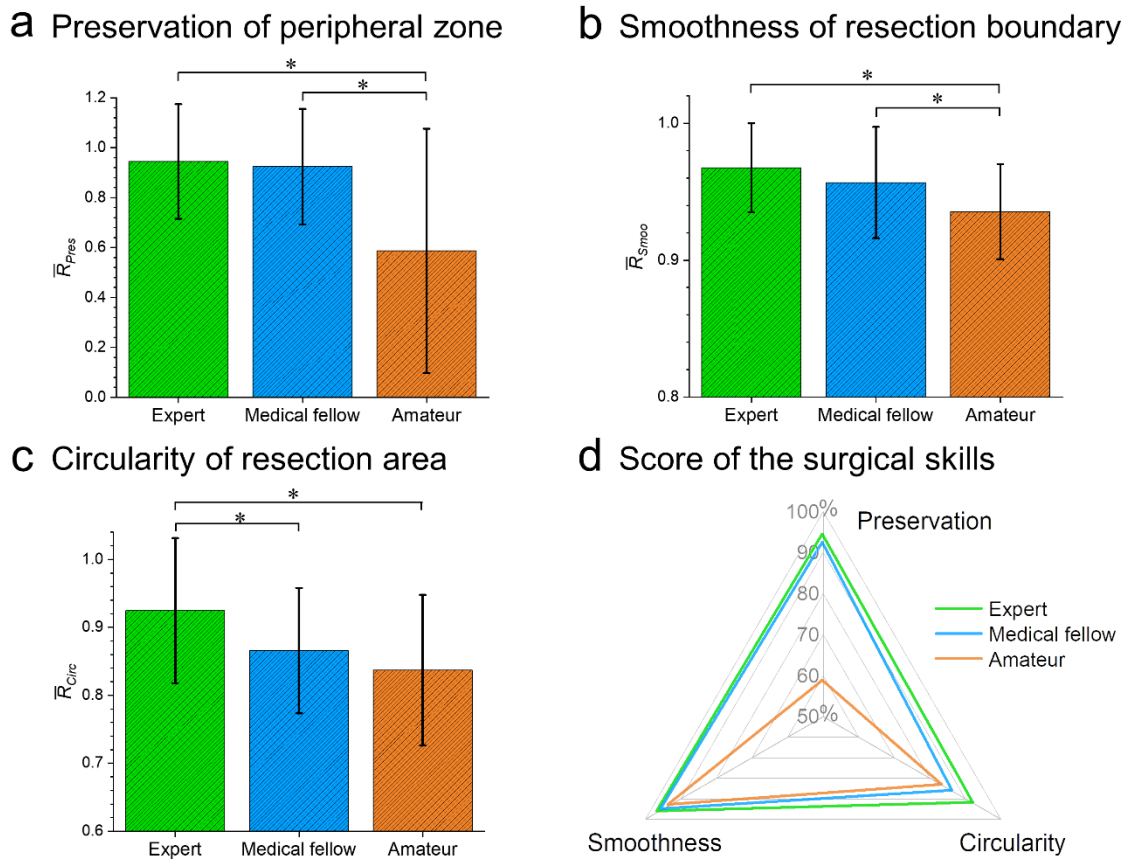 a Preservation of peripheral zone
*
*
1.2
1.0
0.8
0.6
0.4
0.2
0.0
R̅Pres
Expert Medical fellow Amateur
b Smoothness of resection boundary
*
*
1.0
0.9
0.8
R̅Smoo
Expert Medical fellow Amateur
c Circularity of resection area
*
*
1.0
0.9
0.8
0.7
0.6
R̅Circ
Expert Medical fellow Amateur
d Score of the surgical skills
100%
90
80
70
60
50%
Preservation
Expert
Medical fellow
Amateur
Smoothness
Circularity